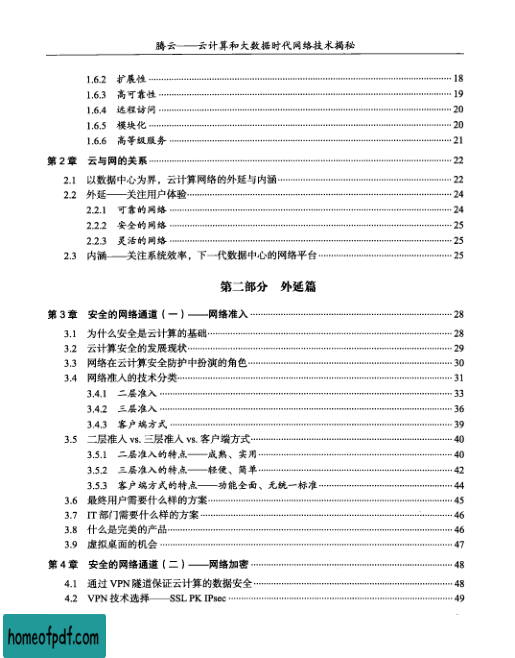 腾云——云计算和大数据时代网络技术揭秘
1.6.2 扩展性 18
1.6.3 高可靠性 19
1.6.4 远程访问 20
1.6.5 模块化 20
1.6.6 高等级服务 21
第2章 云与网的关系 22
2.1 以数据中心为界，云计算网络的外延与内涵 22
2.2 外延——关注用户体验 24
2.2.1 可靠的网络 24
2.2.2 安全的网络 25
2.2.3 灵活的网络 25
2.3 内涵——关注系统效率，下一代数据中心的网络平台 25
第二部分 外延篇
第3章 安全的网络通道（一）——网络准入 28
3.1 为什么安全是云计算的基础 28
3.2 云计算安全的发展现状 29
3.3 网络在云计算安全防护中扮演的角色 30
3.4 网络准人的技术分类 31
3.4.1 二层准入 33
3.4.2 三层准入 36
3.4.3 客户端方式 39
3.5 二层准人 vs. 三层准人 vs. 客户端方式 40
3.5.1 二层准入的特点——成熟、实用 40
3.5.2 三层准入的特点——轻便、简单 42
3.5.3 客户端方式的特点——功能全面、无统一标准 44
3.6 最终用户需要什么样的方案 45
3.7 IT部门需要什么样的方案 46
3.8 什么是完美的产品 46
3.9 虚拟桌面的机会 47
第4章 安全的网络通道（二）——网络加密 48
4.1 通过VPN隧道保证云计算的数据安全 48
4.2 VPN技术选择——SSL PK IPsec 49
homeofpdf.com